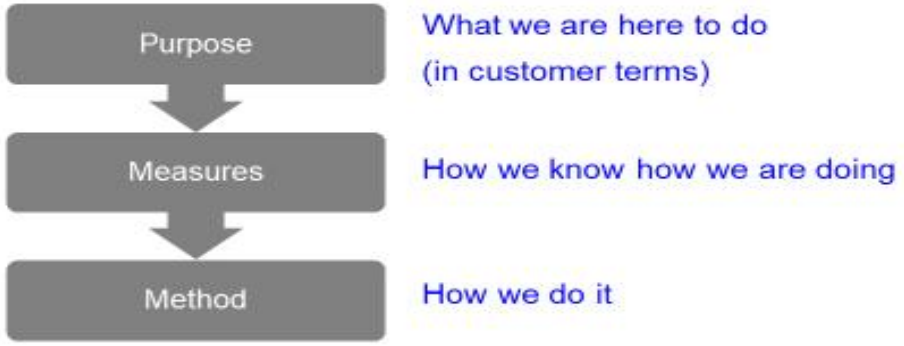 Purpose
What we are here to do
(in customer terms)
Measures
How we know how we are doing
Method
How we do it